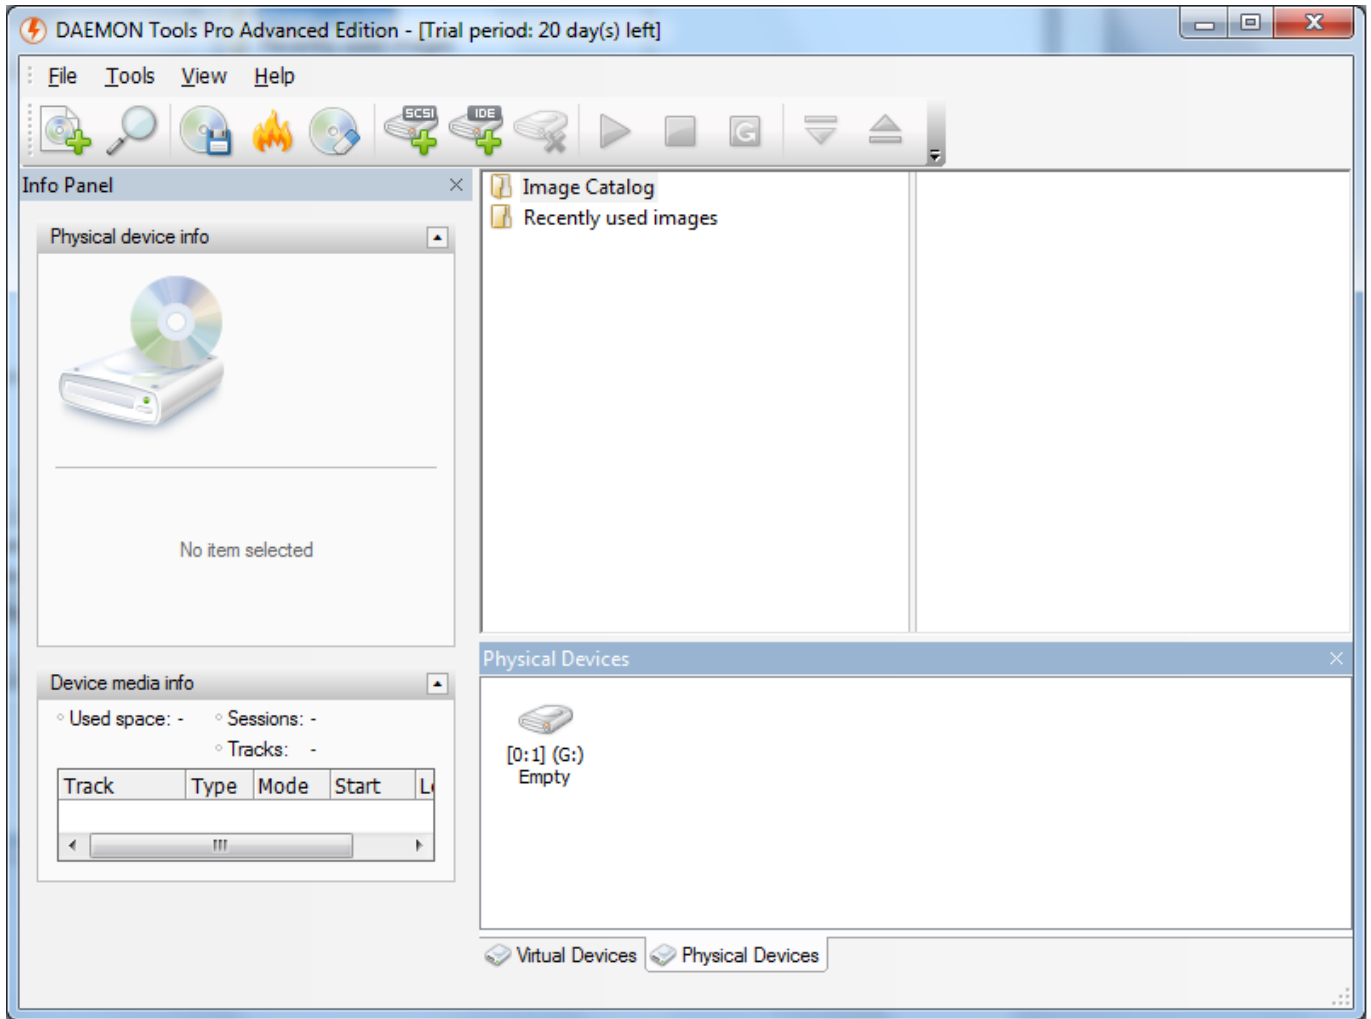 DAEMON Tools Pro Advanced Edition - [Trial period: 20 day(s) left]
File Tools View Help
SCSI IDE G
Info Panel
Image Catalog
Recently used images
Physical device info
No item selected
Physical Devices
Device media info
Used space: - Sessions: -
Tracks: -
Track Type Mode Start
[0:1] (G:)
Empty
Virtual Devices Physical Devices